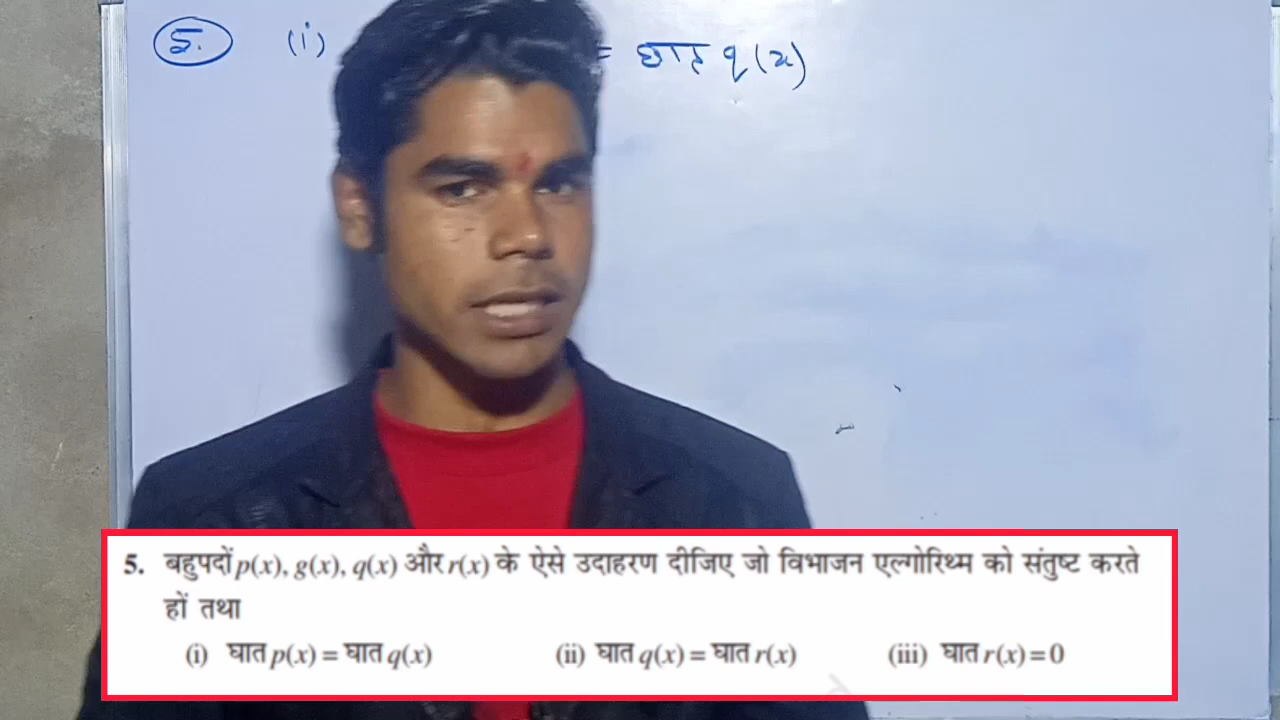 5. (i) = घात q(x)
5. बहुपदों p(x), g(x), q(x) और r(x) के ऐसे उदाहरण दीजिए जो विभाजन एल्गोरिथ्म को संतुष्ट करते
हों तथा
(i) घात p(x) = घात q(x) (ii) घात q(x) = घात r(x) (iii) घात r(x) = 0